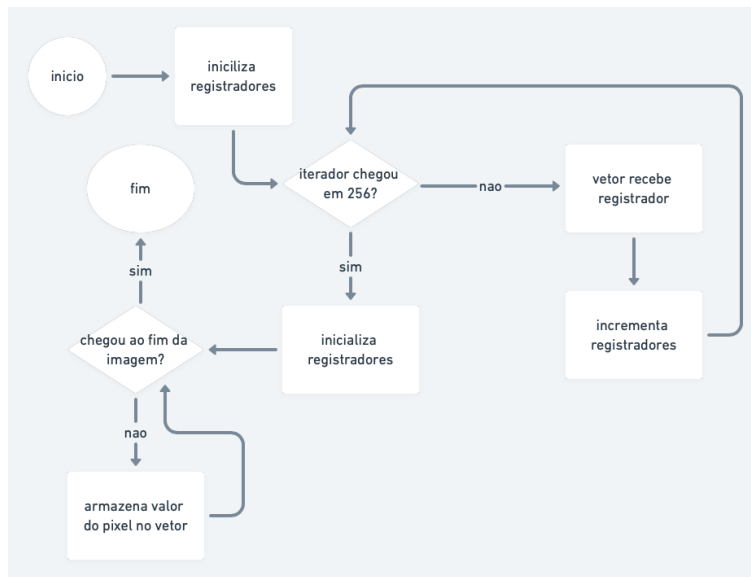 inicio
iniciliza
registradores
iterador chegou
em 256?
nao
vetor recebe
registrador
incrementa
registradores
sim
inicializa
registradores
chegou ao fim da
imagem?
sim
fim
nao
armazena valor
do pixel no vetor